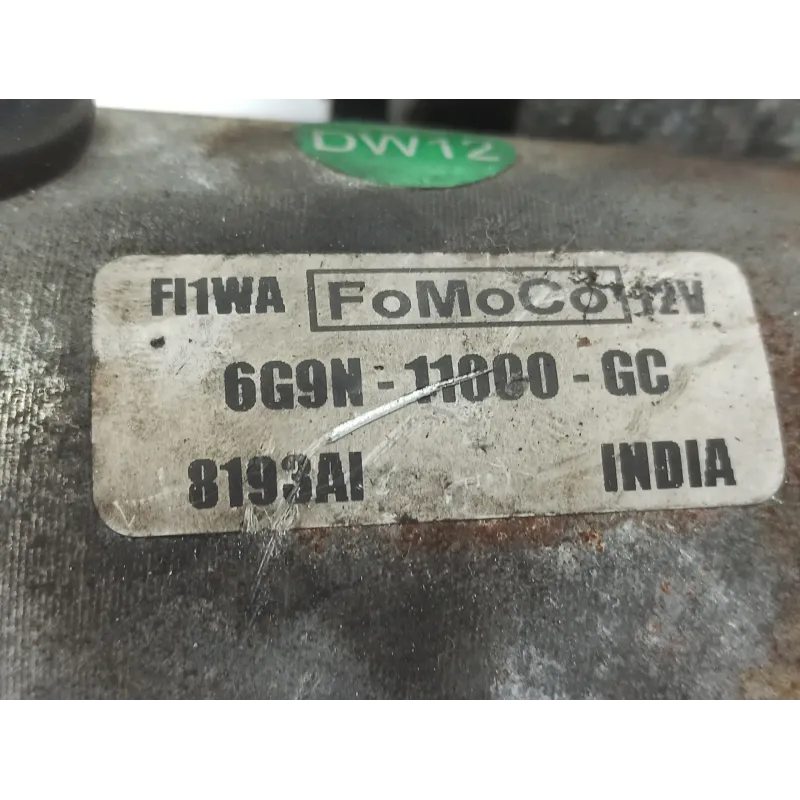 DW12
FI1WA FoMoCo 12V
6G9N - 11000 - GC
8193AI INDIA